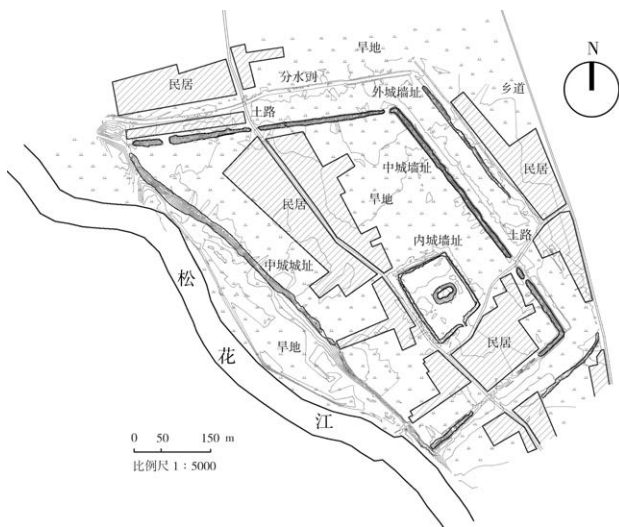 旱地
N
民居
分水圳
乡道
外城墙址
土路
中城墙址
民居
民居
旱地
内城墙址
土路
中城城址
松
花
江
旱地
民居
0 50 150 m
比例尺 1：5000